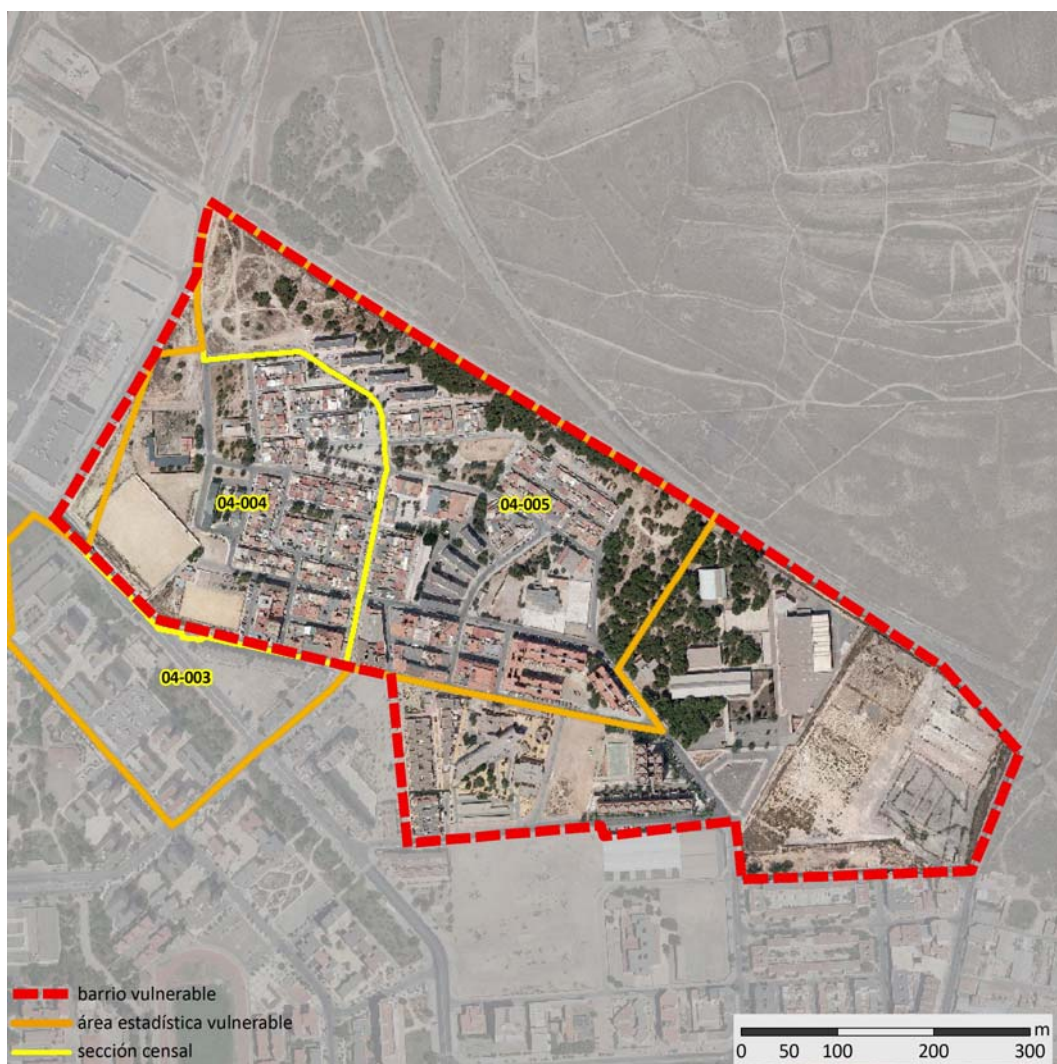 04-004
04-005
04-003
barrio vulnerable
área estadística vulnerable
sección censal
m
0 50 100 200 300